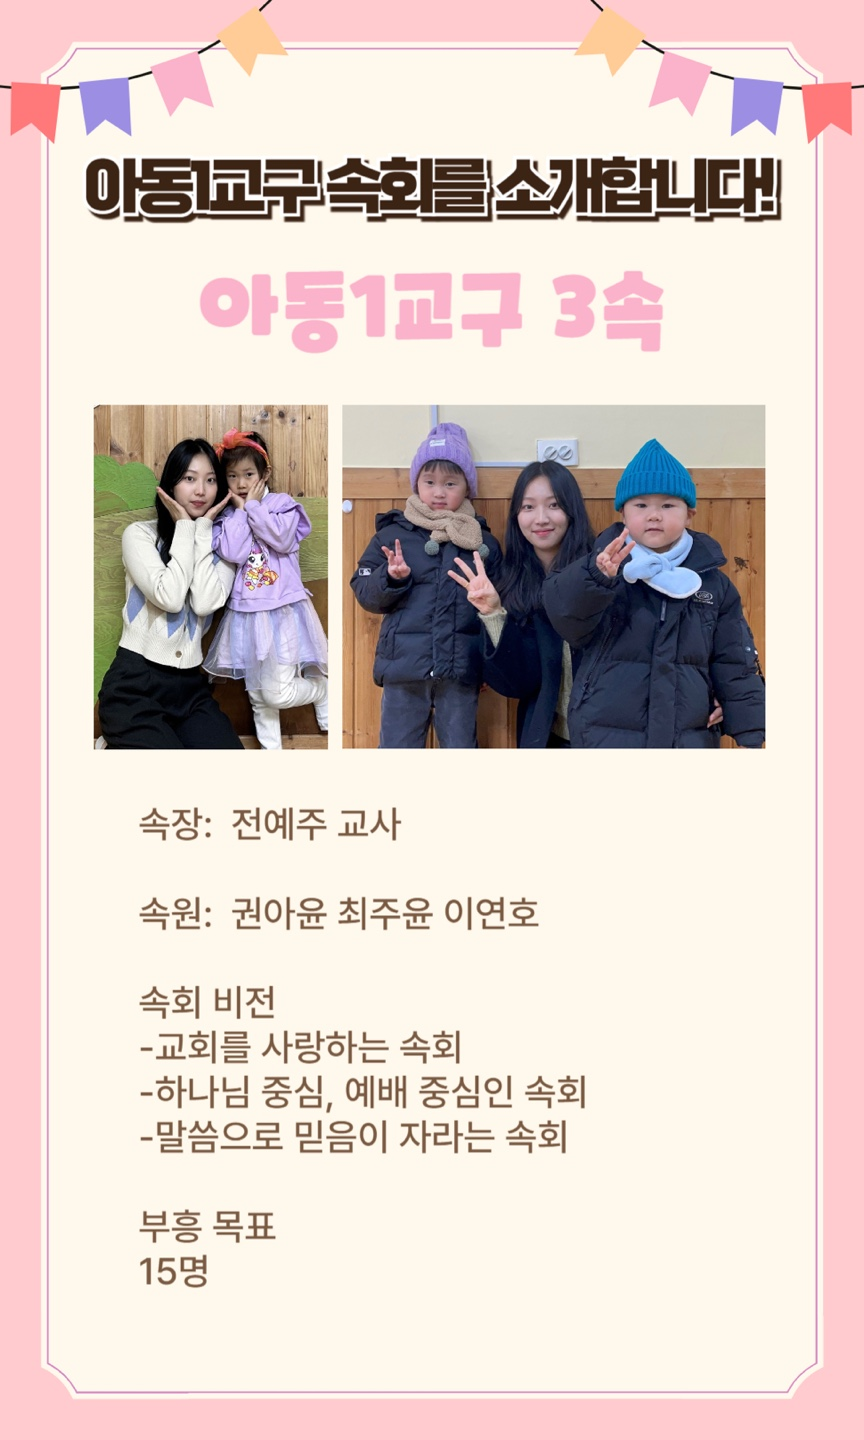 아동1교구 속회를 소개합니다!
아동1교구 3속
속장: 전예주 교사
속원: 권아윤 최주윤 이연호
속회 비전
-교회를 사랑하는 속회
-하나님 중심, 예배 중심인 속회
-말씀으로 믿음이 자라는 속회
부흥 목표
15명